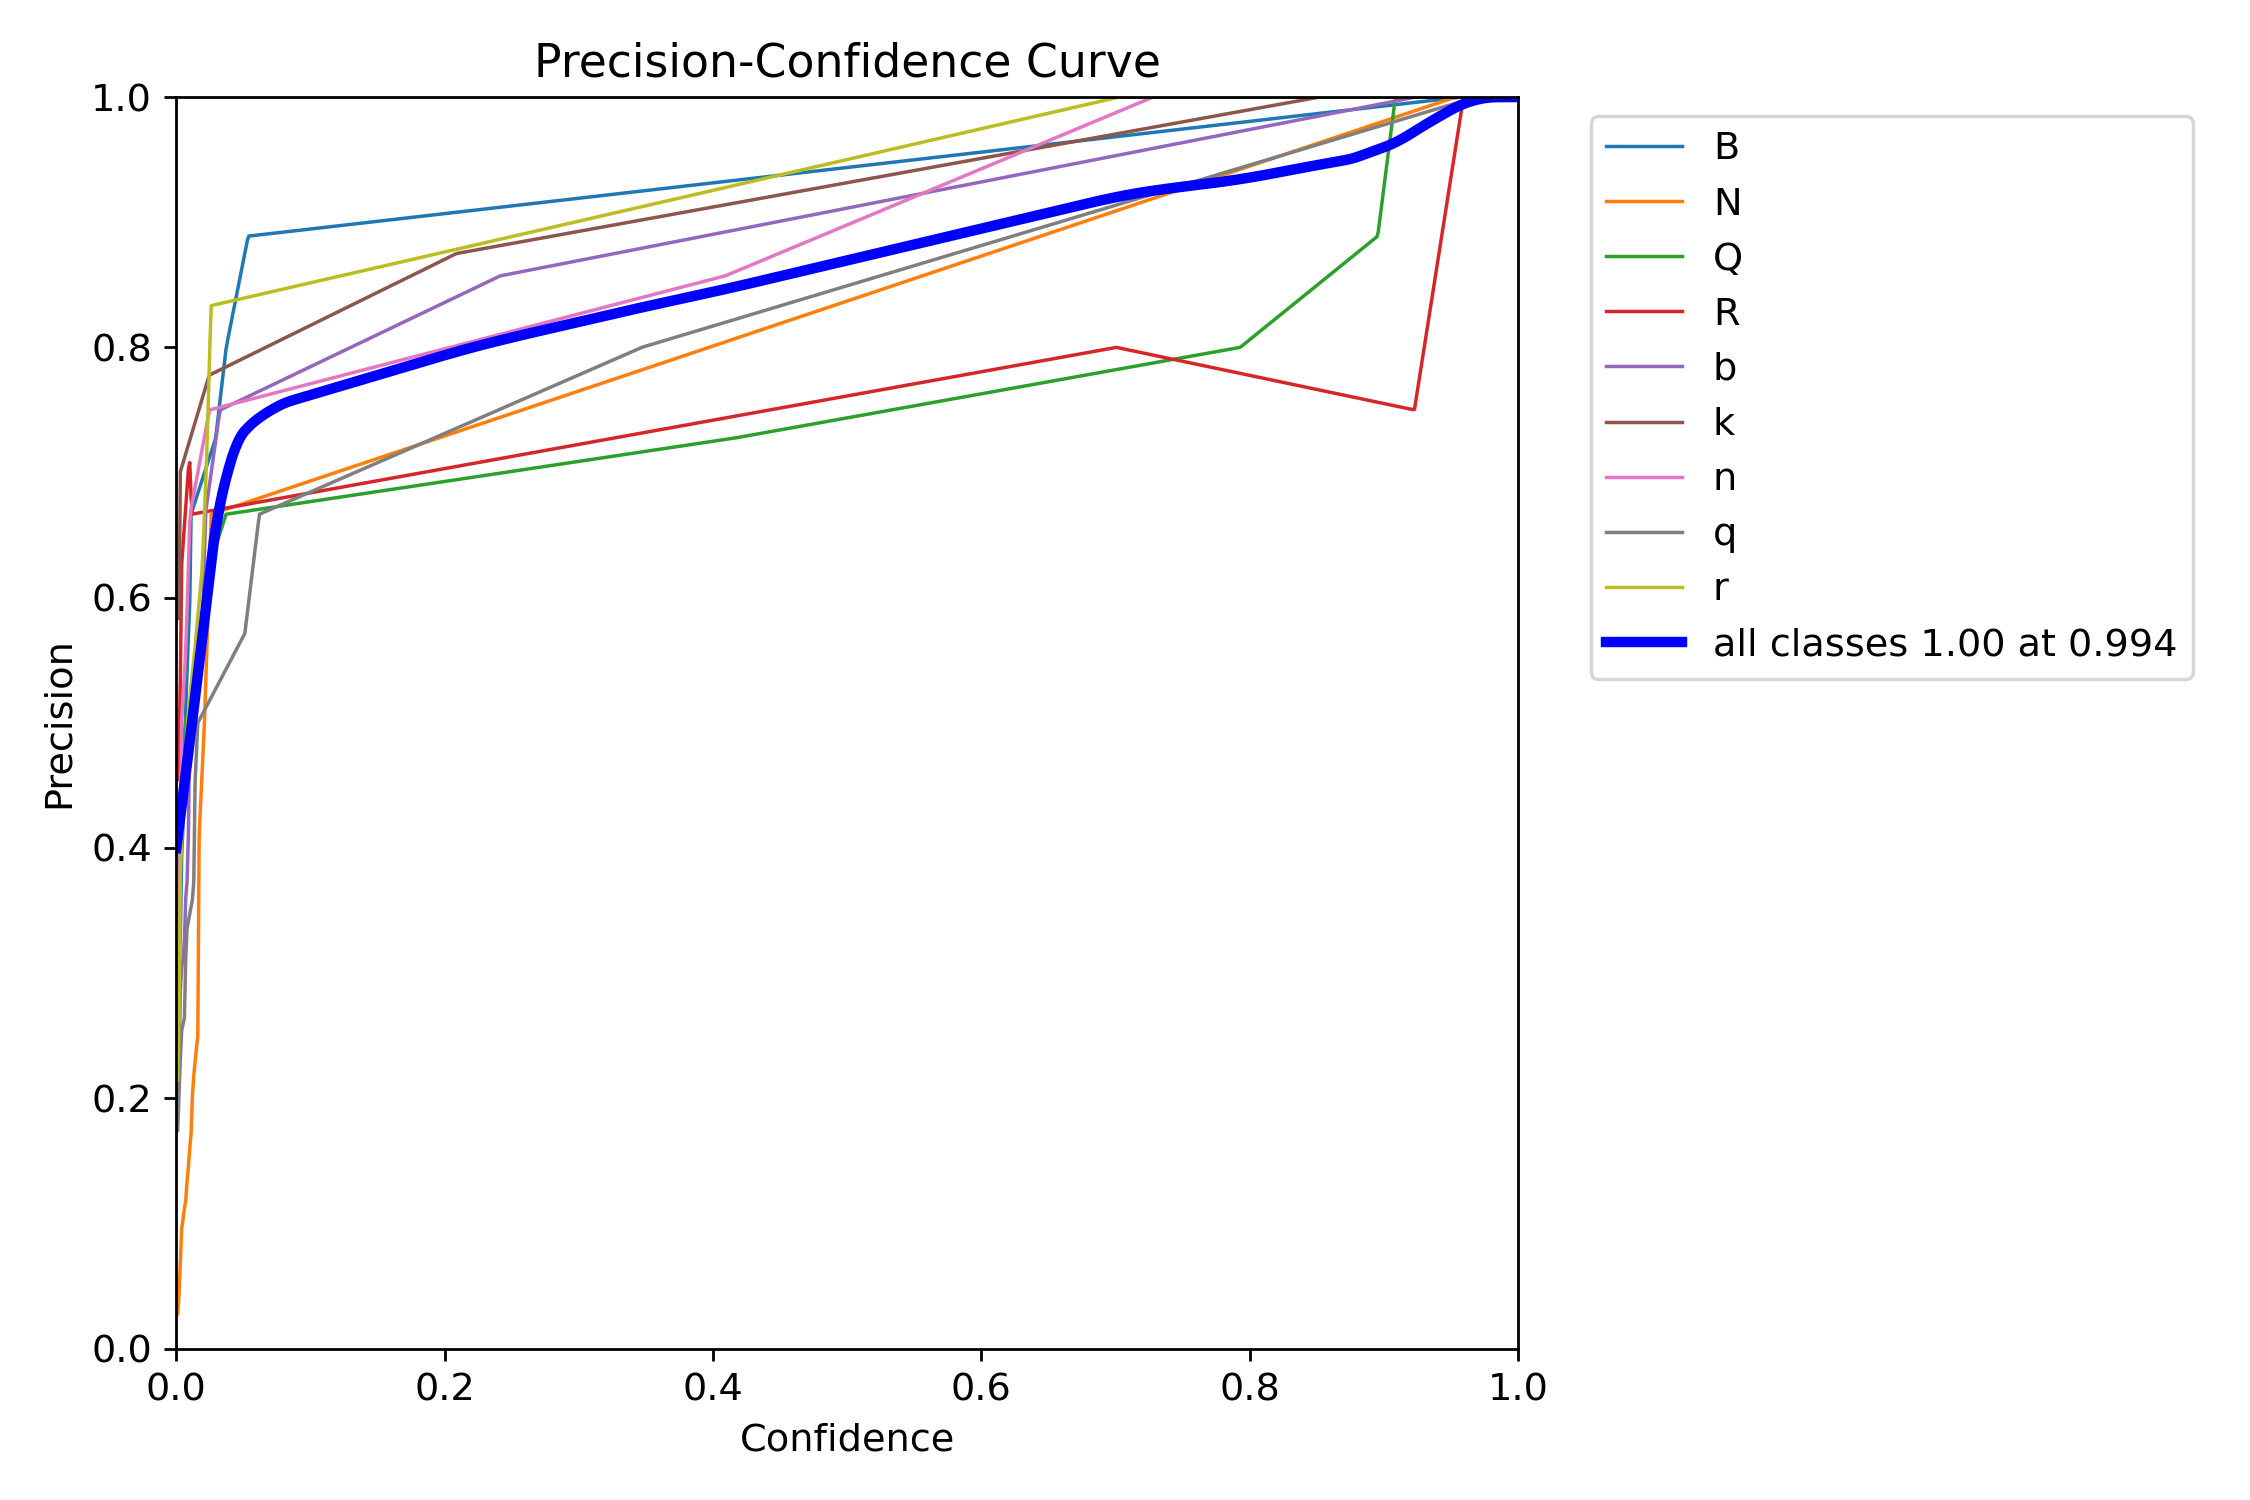 Precision-Confidence Curve
1.0
0.8
0.6
0.4
0.2
0.0
Precision
0.0 0.2 0.4 0.6 0.8 1.0
Confidence
B
N
Q
R
b
k
n
q
r
all classes 1.00 at 0.994